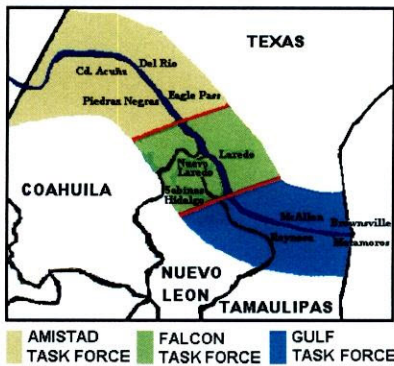 TEXAS
Del Rio
Cd. Acuña
Eagle Pass
Piedras Negras
Laredo
Nuevo
Laredo
COAHUILA
Sabinas
Hidalgo
McAllen
Brownsville
Reynosa
Matamoros
NUEVO
LEON
TAMAULIPAS
AMISTAD
TASK FORCE
FALCON
TASK FORCE
GULF
TASK FORCE